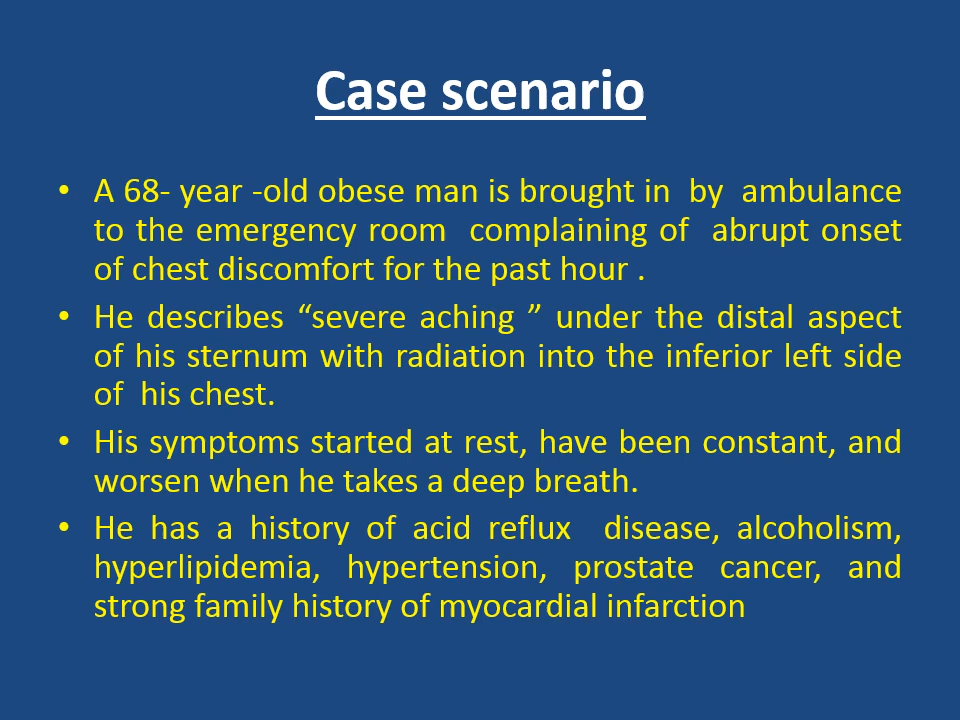 Case scenario
• A 68- year -old obese man is brought in by ambulance
to the emergency room complaining of abrupt onset
of chest discomfort for the past hour .
• He describes “severe aching ” under the distal aspect
of his sternum with radiation into the inferior left side
of his chest.
• His symptoms started at rest, have been constant, and
worsen when he takes a deep breath.
• He has a history of acid reflux disease, alcoholism,
hyperlipidemia, hypertension, prostate cancer, and
strong family history of myocardial infarction